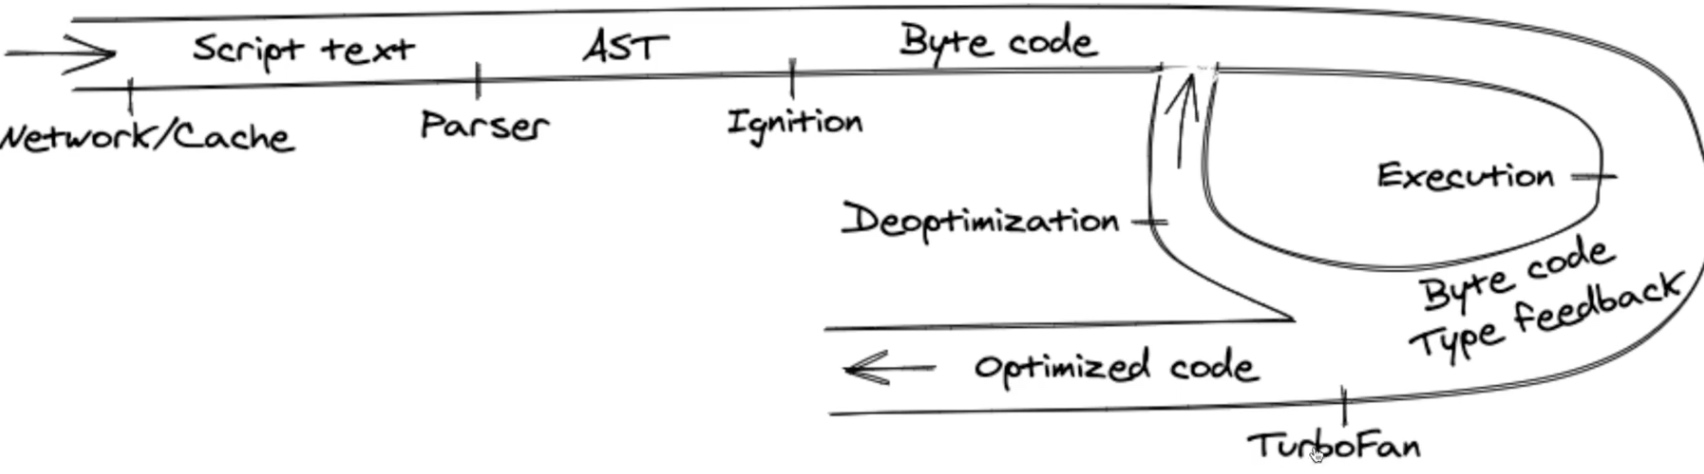 Script text
AST
Byte code
Network/Cache
Parser
Ignition
Execution
Deoptimization
Byte code
Type feedback
Optimized code
TurboFan